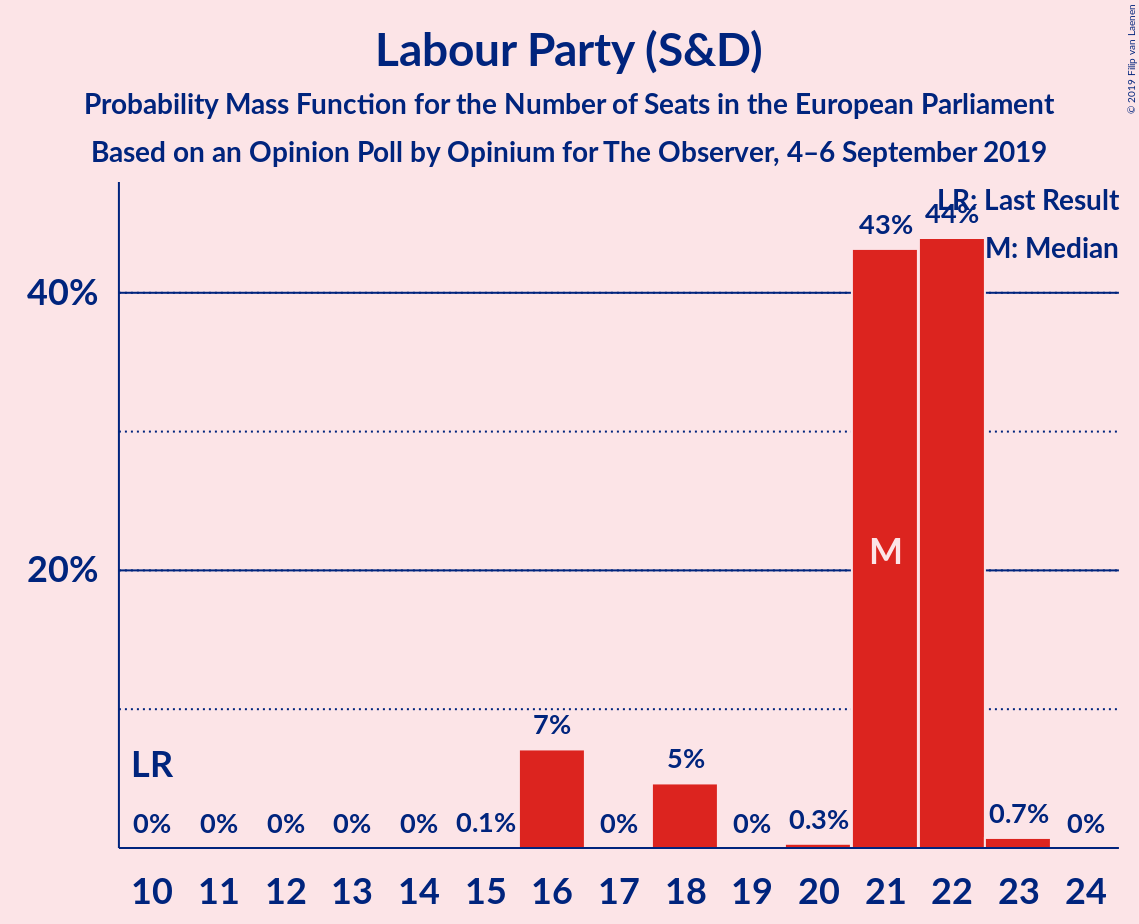 Labour Party (S&D)
Probability Mass Function for the Number of Seats in the European Parliament
Based on an Opinion Poll by Opinium for The Observer, 4–6 September 2019
© 2019 Filip van Laenen
LR: Last Result
M: Median
43% 44%
40%
20%
M
7%
5%
LR
0% 0% 0% 0% 0% 0.1% 0% 0% 0.3% 0.7% 0%
10 11 12 13 14 15 16 17 18 19 20 21 22 23 24